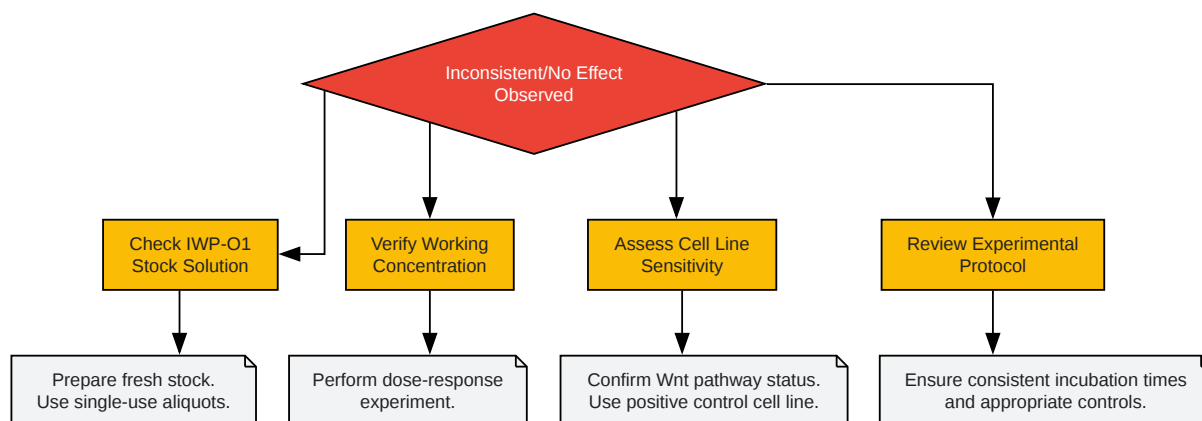 Inconsistent/No Effect
Observed
Check IWP-O1
Stock Solution
Verify Working
Concentration
Assess Cell Line
Sensitivity
Review Experimental
Protocol
Prepare fresh stock.
Use single-use aliquots.
Perform dose-response
experiment.
Confirm Wnt pathway status.
Use positive control cell line.
Ensure consistent incubation times
and appropriate controls.